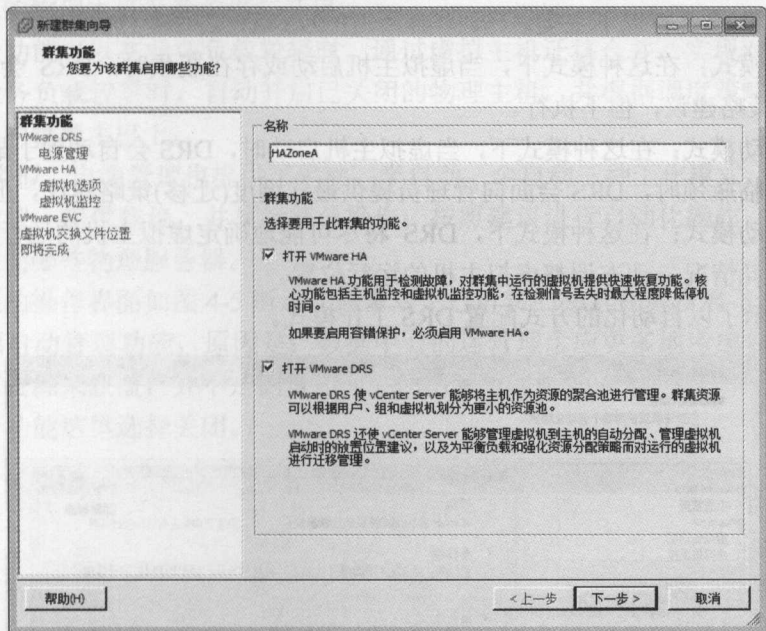 新建群集向导
群集功能
您要为该群集启用哪些功能?
群集功能
VMware DRS
电源管理
VMware HA
虚拟机选项
虚拟机监控
VMware EVC
虚拟机交换文件位置
即将完成
名称
HAZoneA
群集功能
选择要用于此群集的功能。
打开 VMware HA
VMware HA 功能用于检测故障，对群集中运行的虚拟机提供快速恢复功能。核
心功能包括主机监控和虚拟机监控功能，在检测信号丢失时最大程度降低停机
时间。
如果要启用容错保护，必须启用 VMware HA。
打开 VMware DRS
VMware DRS 使 vCenter Server 能够将主机作为资源的聚合池进行管理。群集资源
可以根据用户、组和虚拟机划分为更小的资源池。
VMware DRS 还使 vCenter Server 能够管理虚拟机到主机的自动分配、管理虚拟机
启动时的放置位置建议，以及为平衡负载和强化资源分配策略而对运行的虚拟机
进行迁移管理。
帮助(H)
<上一步
下一步 >
取消